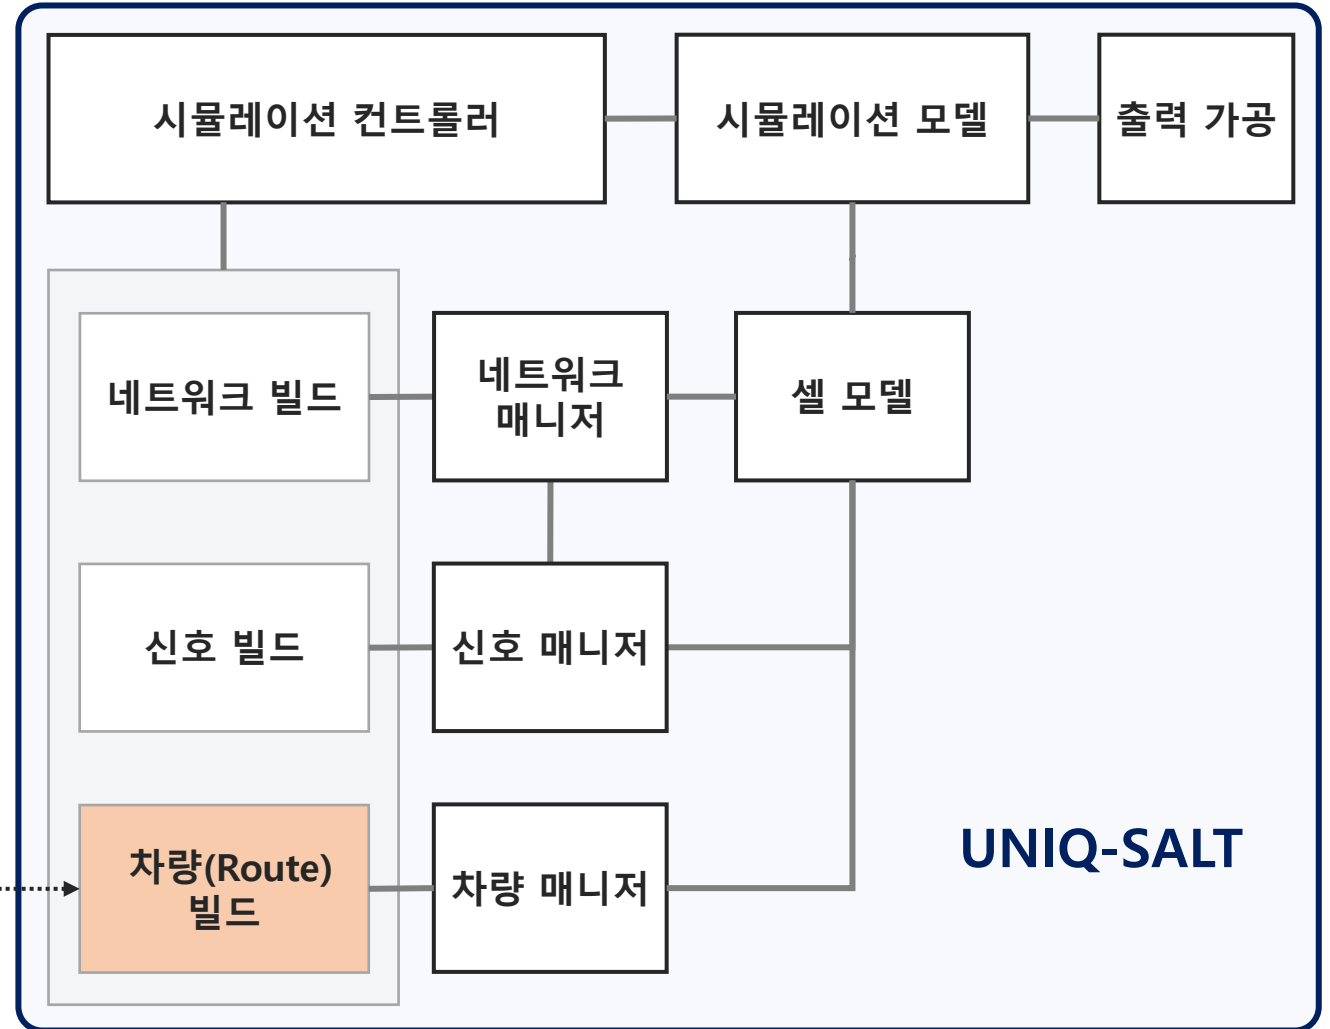 시뮬레이션 컨트롤러
시뮬레이션 모델
출력 가공
네트워크 빌드
네트워크
매니저
셀 모델
신호 빌드
신호 매니저
차량(Route)
빌드
차량 매니저
UNIQ-SALT